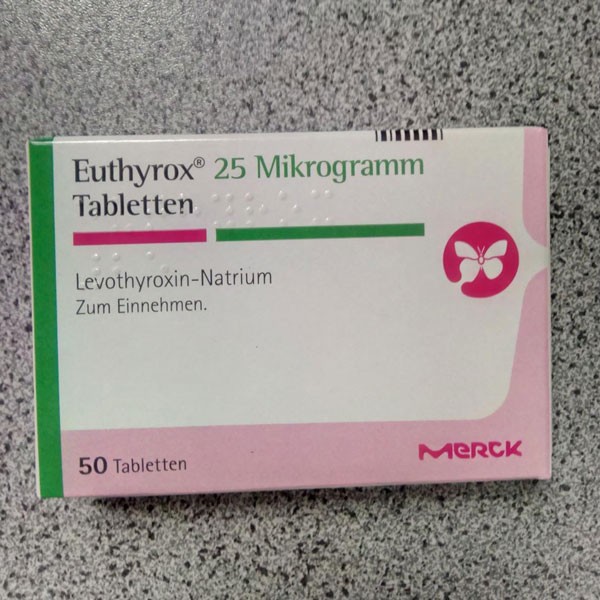 Euthyrox® 25 Mikrogramm
Tabletten
Levothyroxin-Natrium
Zum Einnehmen.
50 Tabletten
MERCK